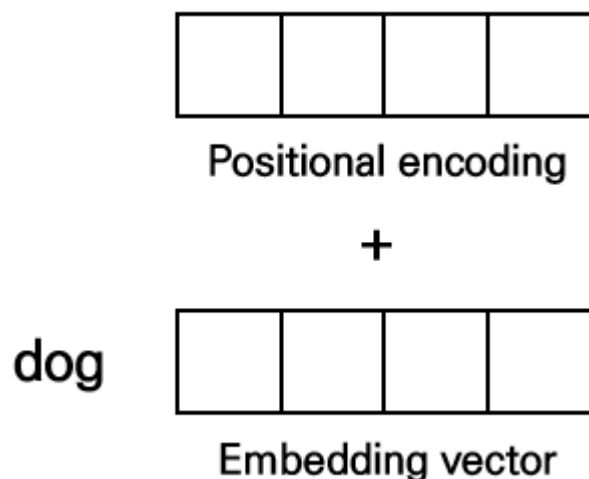 Positional encoding
+
dog
Embedding vector